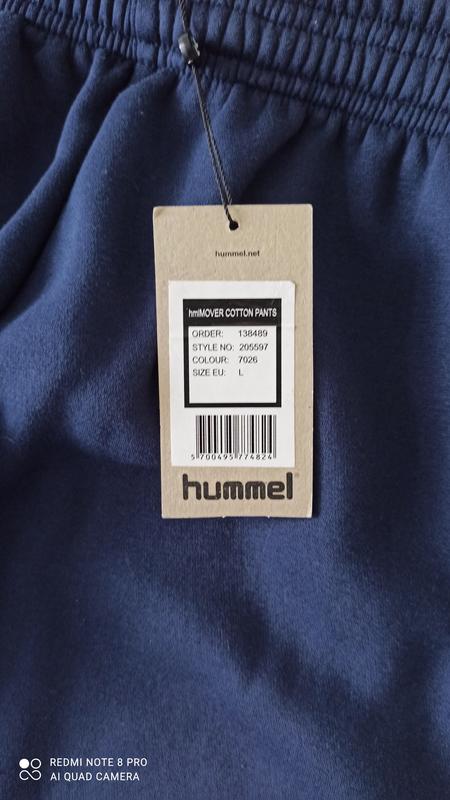 hummel.net
hmlMOVER COTTON PANTS
ORDER: 138489
STYLE NO: 205597
COLOUR: 7026
SIZE EU: L
5 700495 774824
hummel
REDMI NOTE 8 PRO
AI QUAD CAMERA